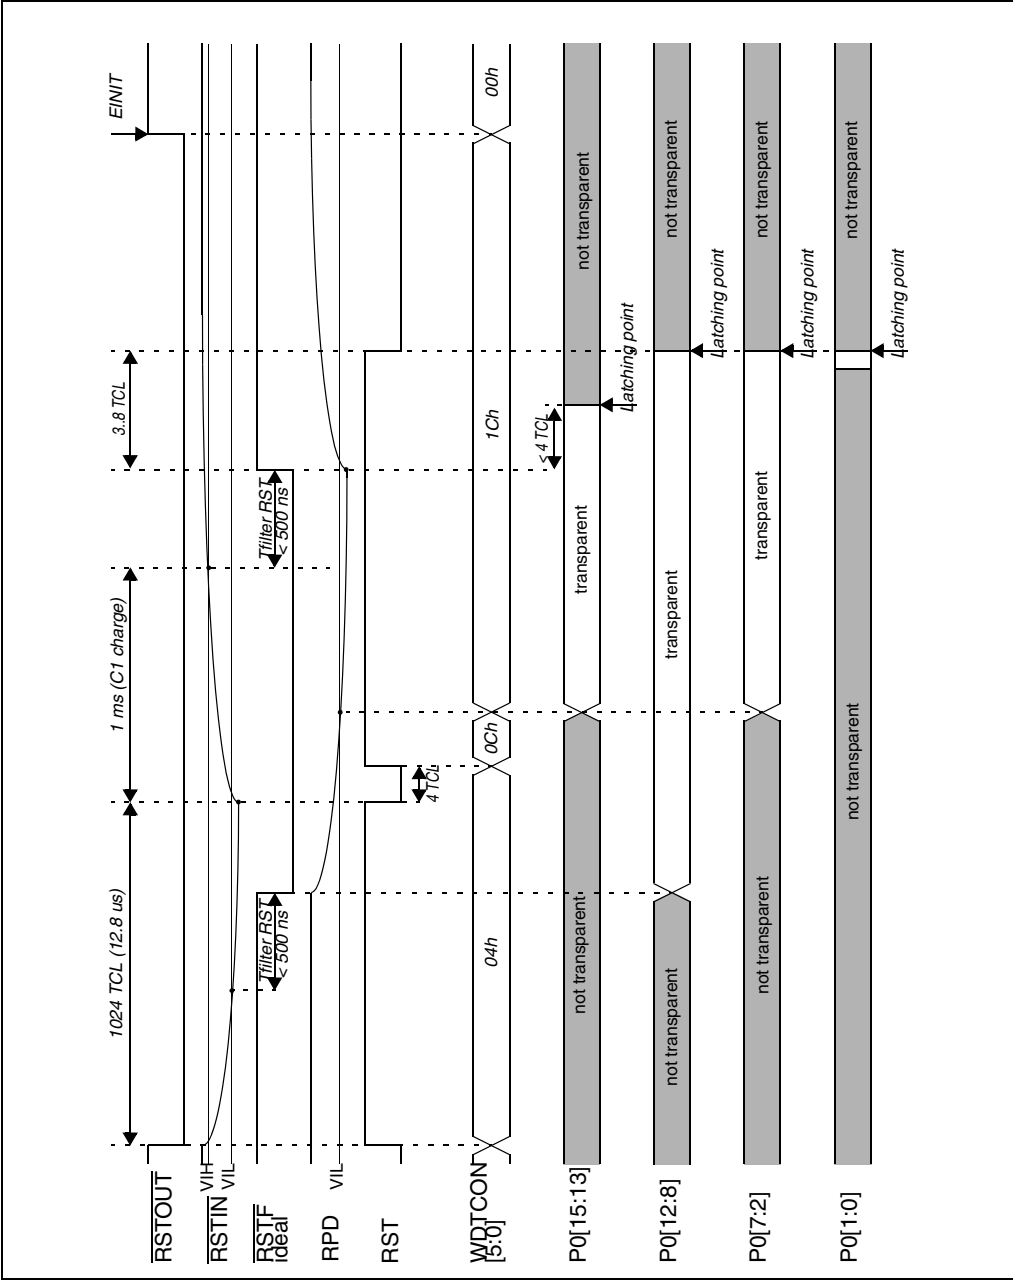 EINIT
3..8 TCL
1 ms (C1 charge)
1024 TCL (12.8 us)
RSTOUT
VIH
VIL
RSTIN
Tfilter RST
< 500 ns
Tfilter RST
< 500 ns
RSTF
ideal
VIL
RPD
4 TCL
RST
00h
1Ch
0Ch
04h
WDTCON
[5:0]
not transparent
Latching point
< 4 TCL
transparent
not transparent
P0[15:13]
not transparent
Latching point
transparent
not transparent
P0[12:8]
not transparent
Latching point
transparent
not transparent
P0[7:2]
not transparent
Latching point
not transparent
P0[1:0]